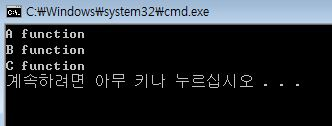 C:\Windows\system32\cmd.exe
A function
B function
C function
계속하려면 아무 키나 누르십시오 . . .